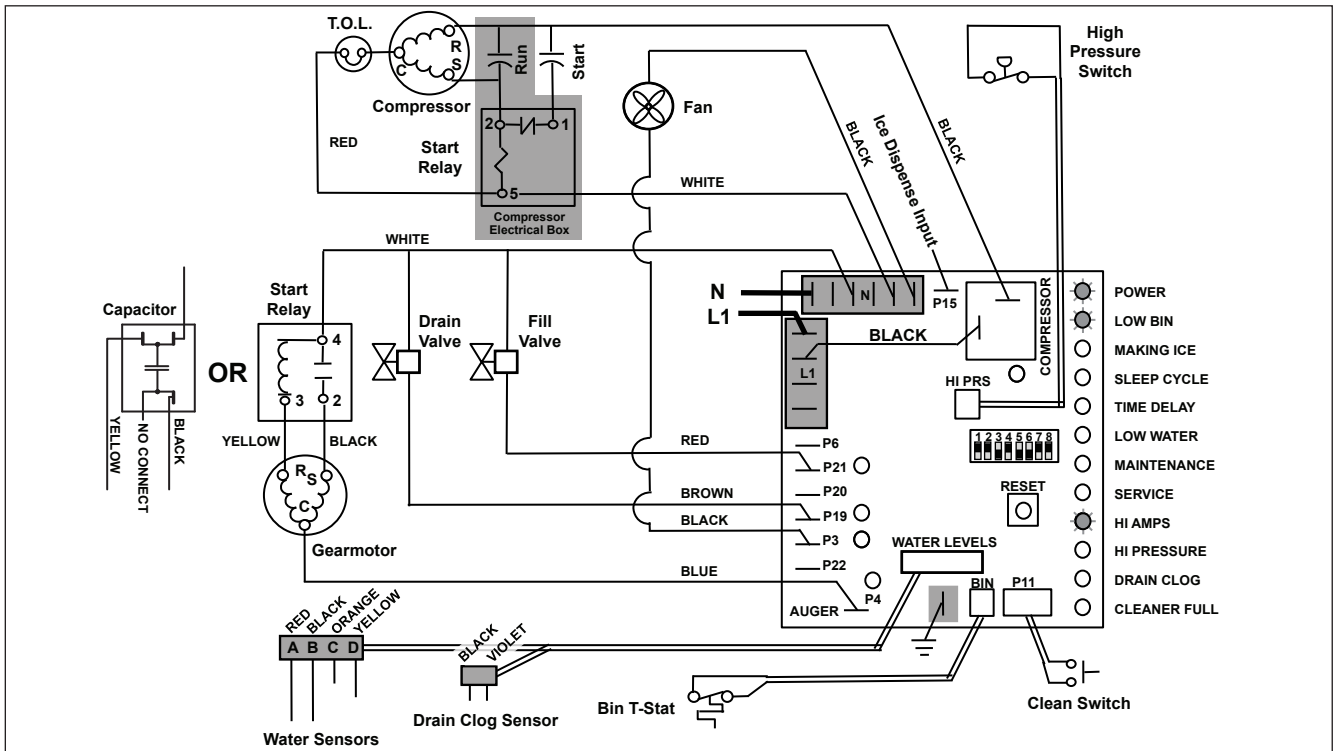 T.O.L.
R
S
C
Compressor
Run
Start
2
1
5
Start
Relay
Compressor
Electrical Box
RED
WHITE
Fan
BLACK
Ice Dispense Input
BLACK
High
Pressure
Switch
WHITE
Capacitor
YELLOW
NO CONNECT
BLACK
OR
Start
Relay
4
3
2
YELLOW
BLACK
R
S
C
Gearmotor
Drain
Valve
Fill
Valve
RED
BROWN
BLACK
BLUE
N
L1
N
P15
L1
BLACK
COMPRESSOR
HI PRS
1 2 3 4 5 6 7 8
RESET
P6
P21
P20
P19
P3
P22
P4
AUGER
WATER LEVELS
BIN
P11
POWER
LOW BIN
MAKING ICE
SLEEP CYCLE
TIME DELAY
LOW WATER
MAINTENANCE
SERVICE
HI AMPS
HI PRESSURE
DRAIN CLOG
CLEANER FULL
RED
BLACK
ORANGE
YELLOW
A B C D
Water Sensors
BLACK
VIOLET
Drain Clog Sensor
Bin T-Stat
Clean Switch